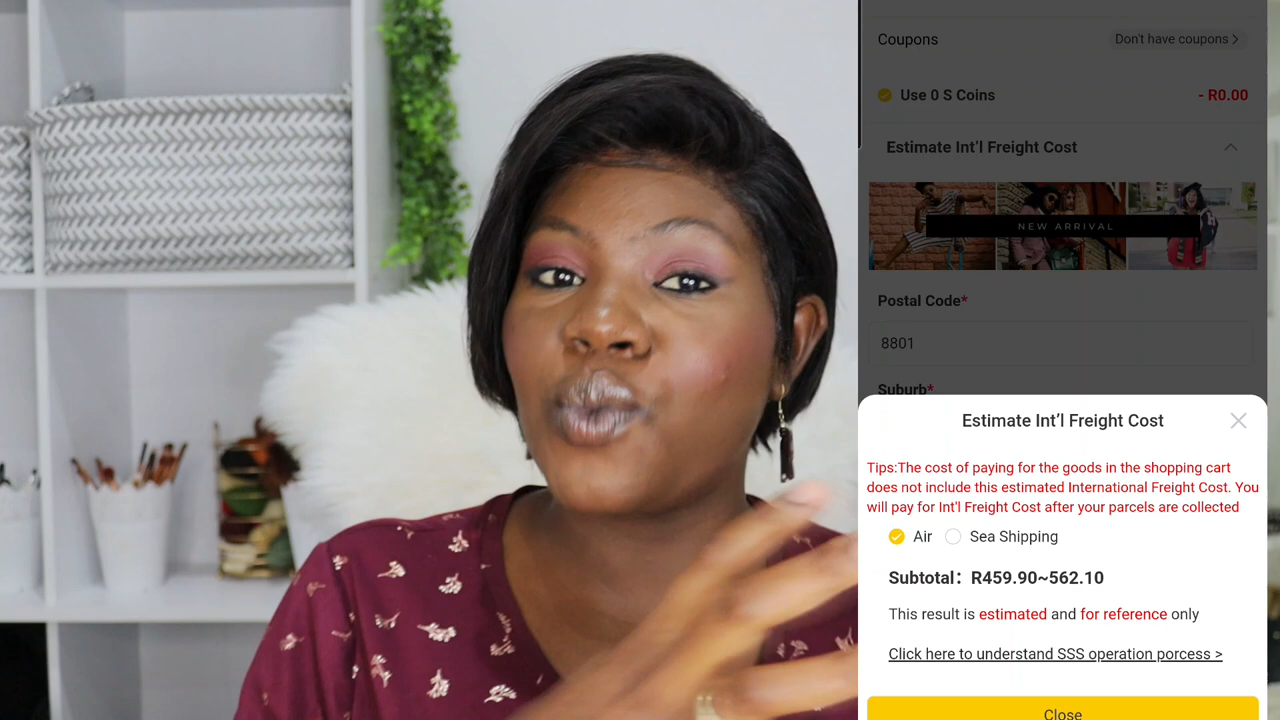 Coupons
Don't have coupons >
Use 0 S Coins
- R0.00
Estimate Int'l Freight Cost
NEW ARRIVAL
Postal Code*
8801
Suburb*
Estimate Int'l Freight Cost
Tips:The cost of paying for the goods in the shopping cart
does not include this estimated International Freight Cost. You
will pay for Int'l Freight Cost after your parcels are collected
Air
Sea Shipping
Subtotal： R459.90~562.10
This result is estimated and for reference only
Click here to understand SSS operation porcess >
Close